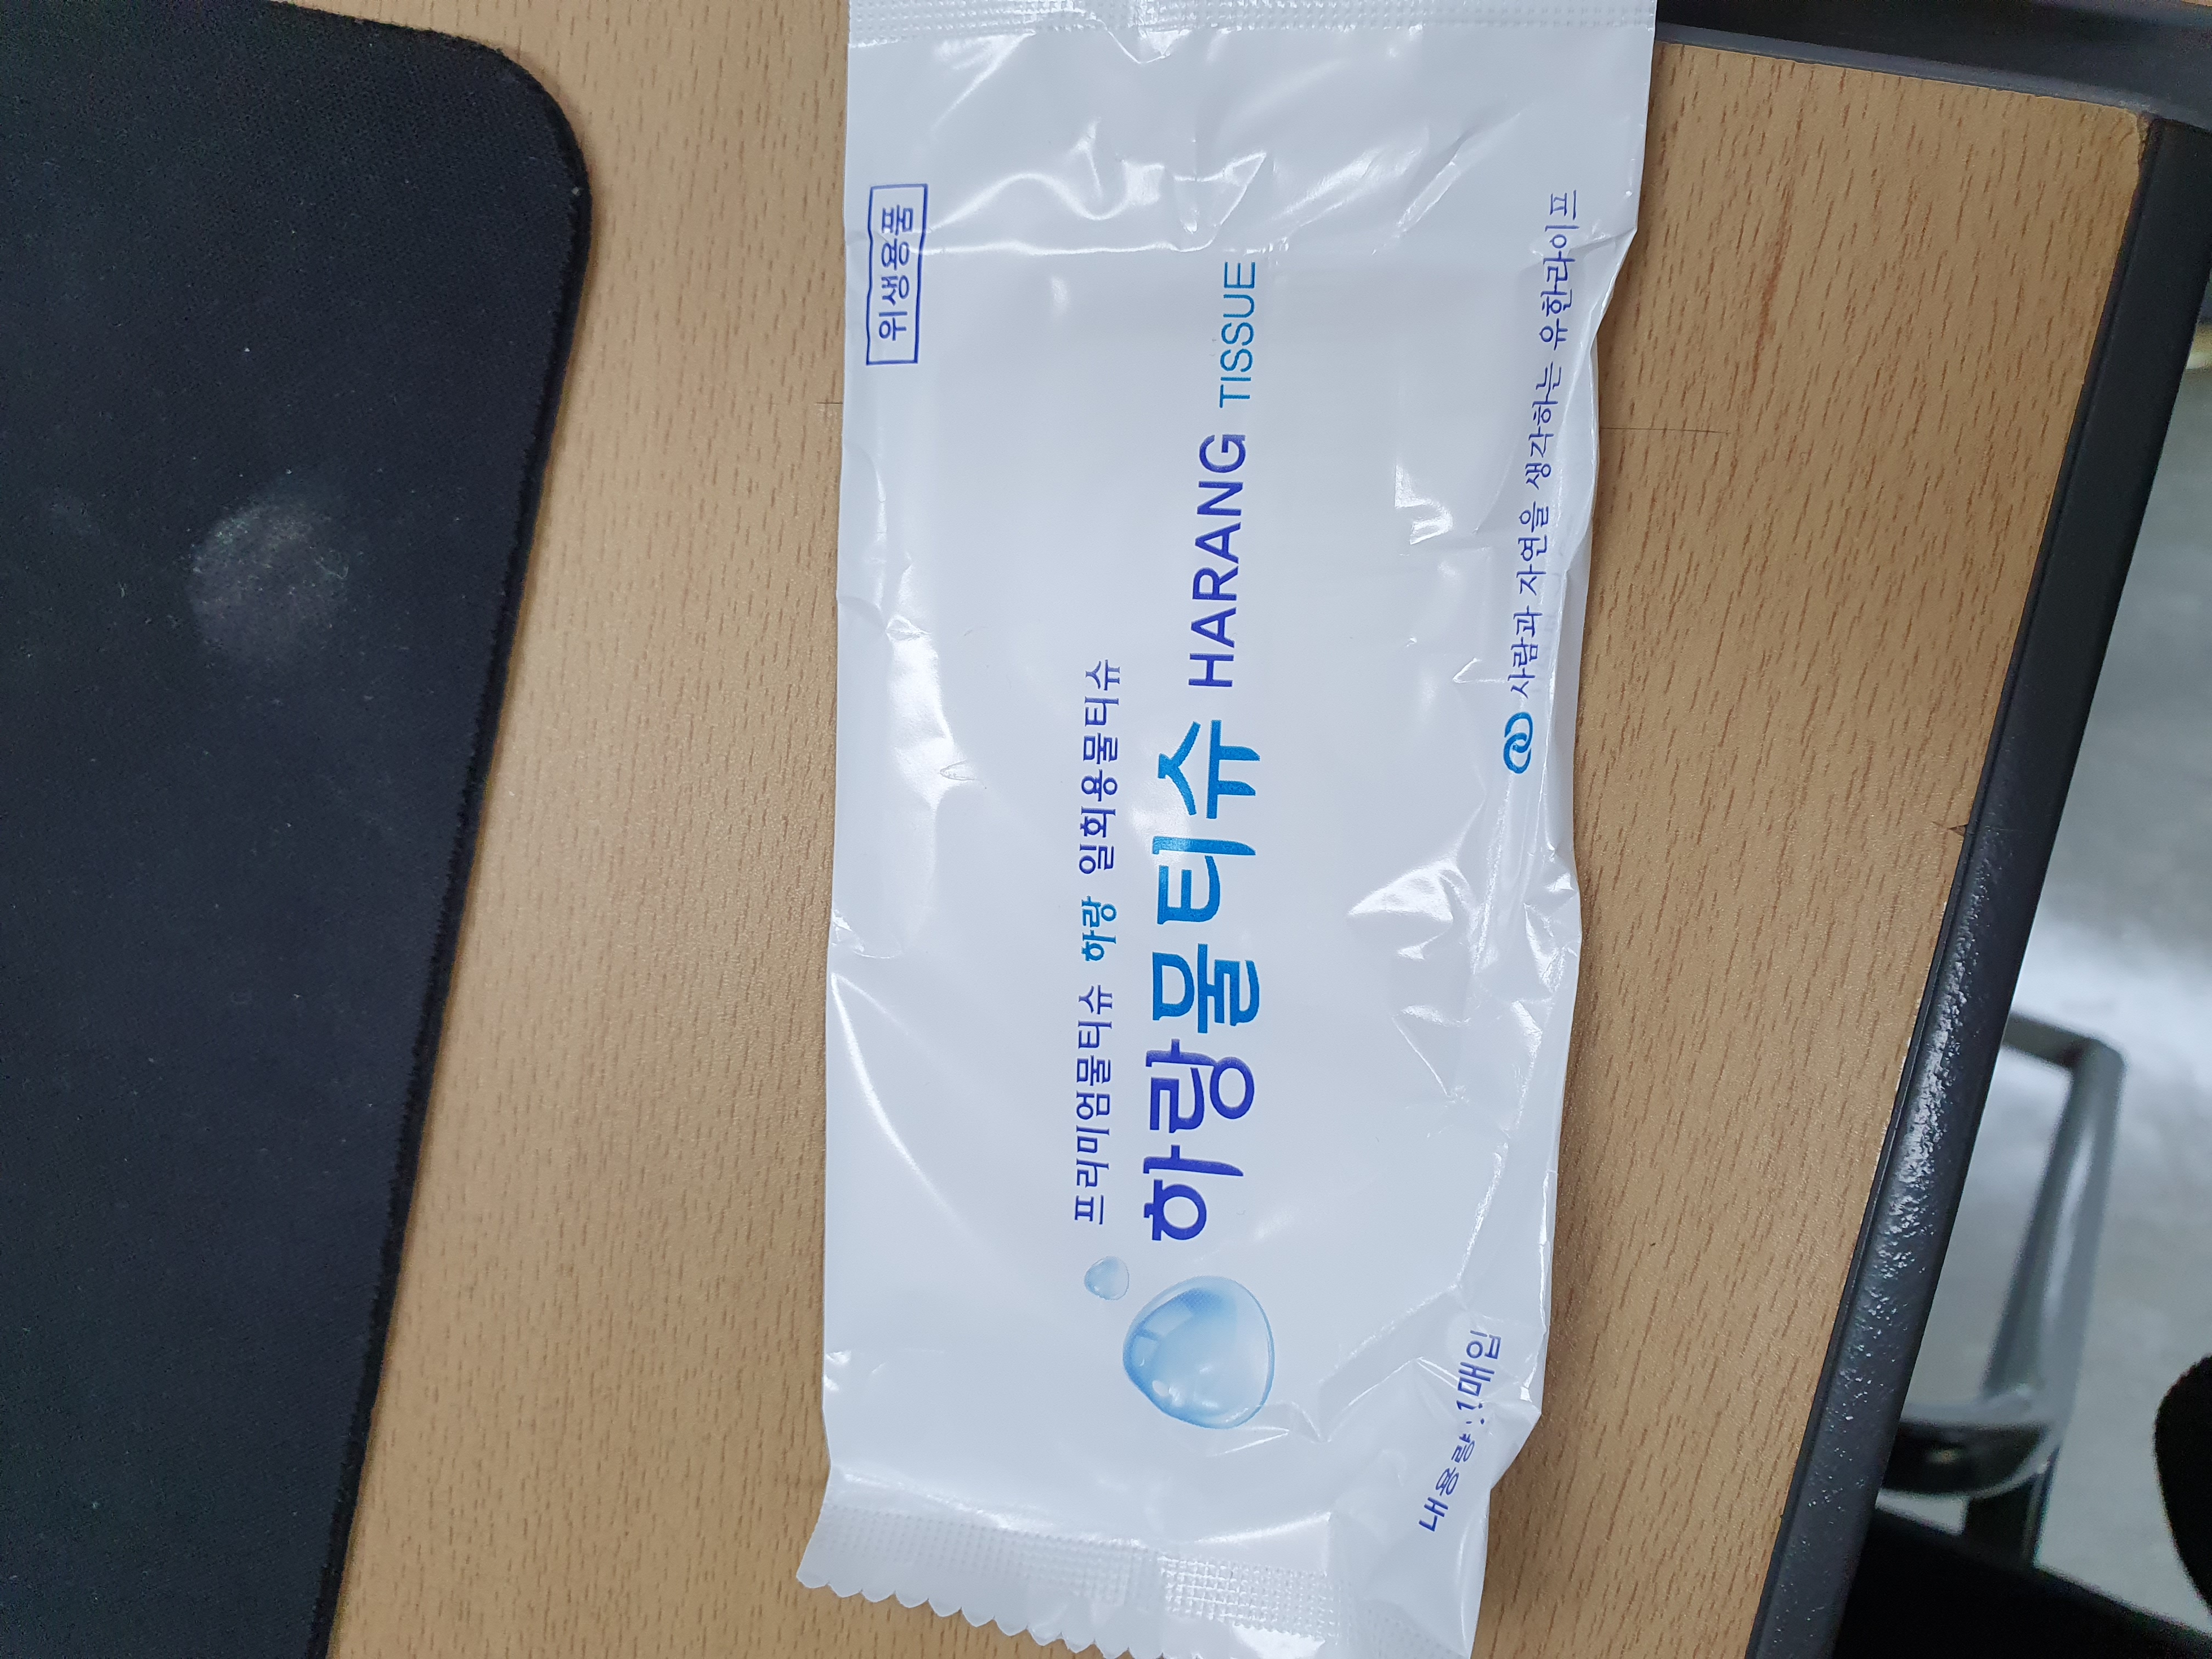 위생용품
프리미엄물티슈 하랑 일회용물티슈
하랑물티슈 HARANG TISSUE
내용량:1매입
사람과 자연을 생각하는 유한라이프